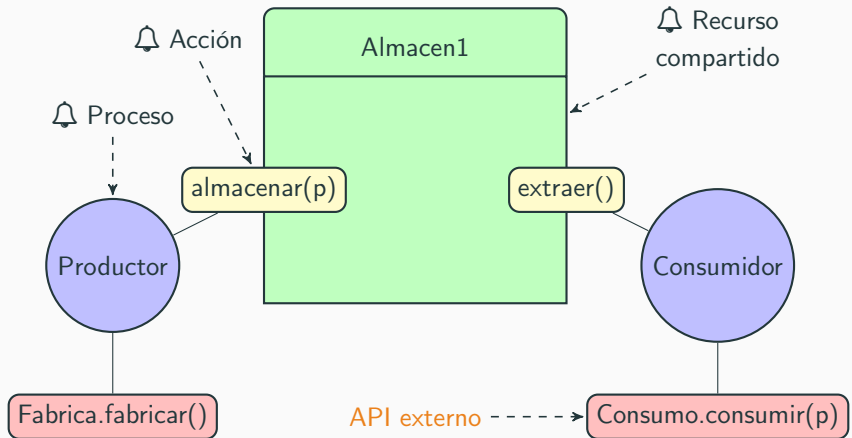 Recurso
compartido
Acción
Almacen1
Proceso
almacenar(p)
extraer()
Productor
Consumidor
Fabrica.fabricar()
API externo
Consumo.consumir(p)